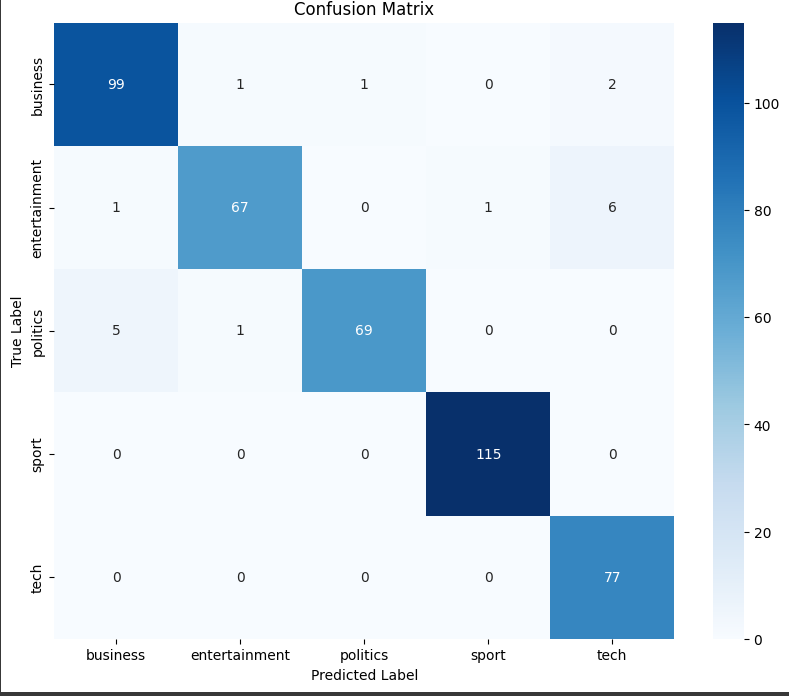 Confusion Matrix
True Label
business 99 1 1 0 2
entertainment 1 67 0 1 6
politics 5 1 69 0 0
sport 0 0 0 115 0
tech 0 0 0 0 77
business entertainment politics sport tech
Predicted Label
100
80
60
40
20
0